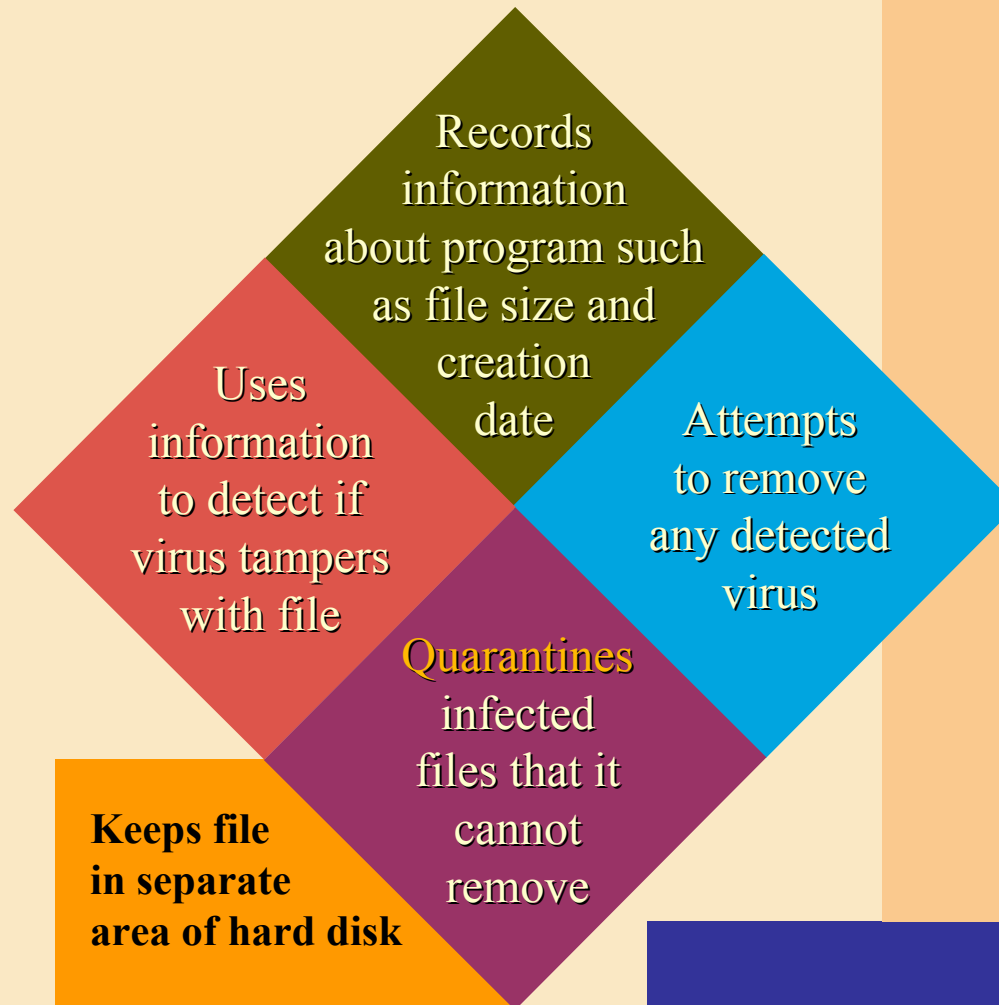 Records
information
about program such
as file size and
creation
date
Uses
information
to detect if
virus tampers
with file
Attempts
to remove
any detected
virus
Quarantines
infected
files that it
cannot
remove
Keeps file
in separate
area of hard disk